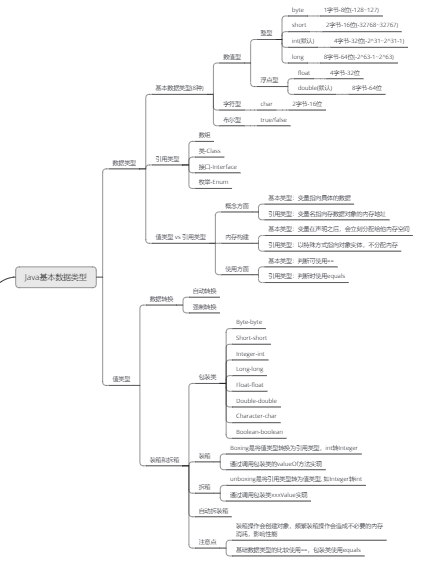 byte 1字节-8位(-128~127)
short 2字节-16位(-32768~32767)
整型
int(默认) 4字节-32位(-2^31~2^31-1)
long 8字节-64位(-2^63-1~2^63)
数值型
float 4字节-32位
浮点型
double(默认) 8字节-64位
基本数据类型(8种)
字符型 char 2字节-16位
布尔型 true/false
数组
类-Class
引用类型
接口-Interface
枚举-Enum
数据类型
基本类型：变量指向具体的数据
概念方面
引用类型：变量名指向存数据对象的内存地址
基本类型：变量在声明之后，会立刻分配给他内存空间
值类型 vs 引用类型
内存构建
引用类型：以特殊方式指向对象实体，不分配内存
基本类型：判断可使用==
使用方面
引用类型：判断时使用equals
Java基本数据类型
自动转换
数据转换
强制转换
Byte-byte
Short-short
Integer-int
Long-long
包装类
Float-float
值类型
Double-double
Character-char
Boolean-boolean
Boxing是将值类型转换为引用类型，int转Integer
装箱
通过调用包装类的valueOf方法实现
装箱和拆箱
unboxing是将引用类型转为值类型, 如Integer转int
拆箱
通过调用包装类xxxValue实现
自动拆装箱
装箱操作会创建对象，频繁装箱操作会造成不必要的内存
消耗，影响性能
注意点
基础数据类型的比较使用==，包装类使用equals